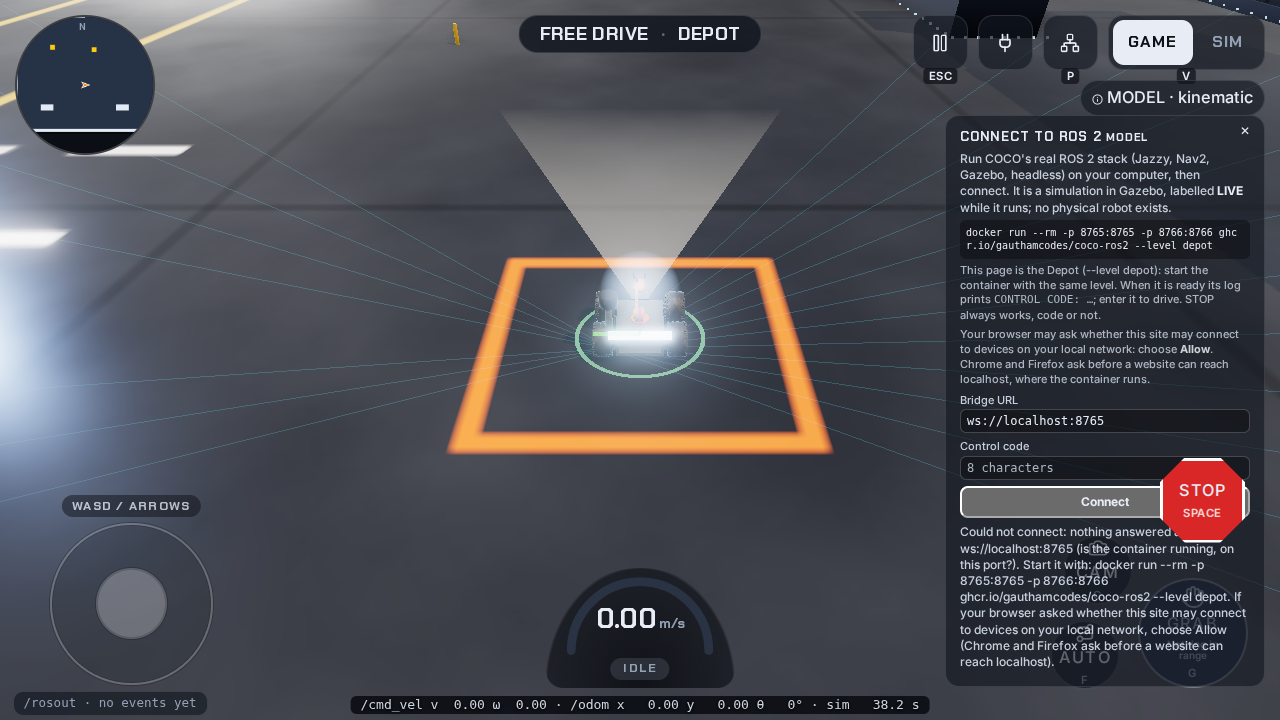 N
FREE DRIVE · DEPOT
ESC
P
GAME
SIM
V
MODEL · kinematic
CONNECT TO ROS 2 MODEL
×
Run COCO's real ROS 2 stack (Jazzy, Nav2,
Gazebo, headless) on your computer, then
connect. It is a simulation in Gazebo, labelled LIVE
while it runs; no physical robot exists.
docker run --rm -p 8765:8765 -p 8766:8766 ghc
r.io/gauthamcodes/coco-ros2 --level depot
This page is the Depot (--level depot): start the
container with the same level. When it is ready its log
prints CONTROL CODE: …; enter it to drive. STOP
always works, code or not.
Your browser may ask whether this site may connect
to devices on your local network: choose Allow.
Chrome and Firefox ask before a website can reach
localhost, where the container runs.
Bridge URL
ws://localhost:8765
Control code
8 characters
Connect
STOP
SPACE
Could not connect: nothing answered
ws://localhost:8765 (is the container running, on
this port?). Start it with: docker run --rm -p
8765:8765 -p 8766:8766
ghcr.io/gauthamcodes/coco-ros2 --level depot. If
your browser asked whether this site may connect
to devices on your local network, choose Allow
(Chrome and Firefox ask before a website can
reach localhost).
CAM
GRAB
range
AUTO
F
G
WASD / ARROWS
0.00 m/s
IDLE
/rosout · no events yet
/cmd_vel v 0.00 ω 0.00 · /odom x 0.00 y 0.00 θ 0° · sim 38.2 s